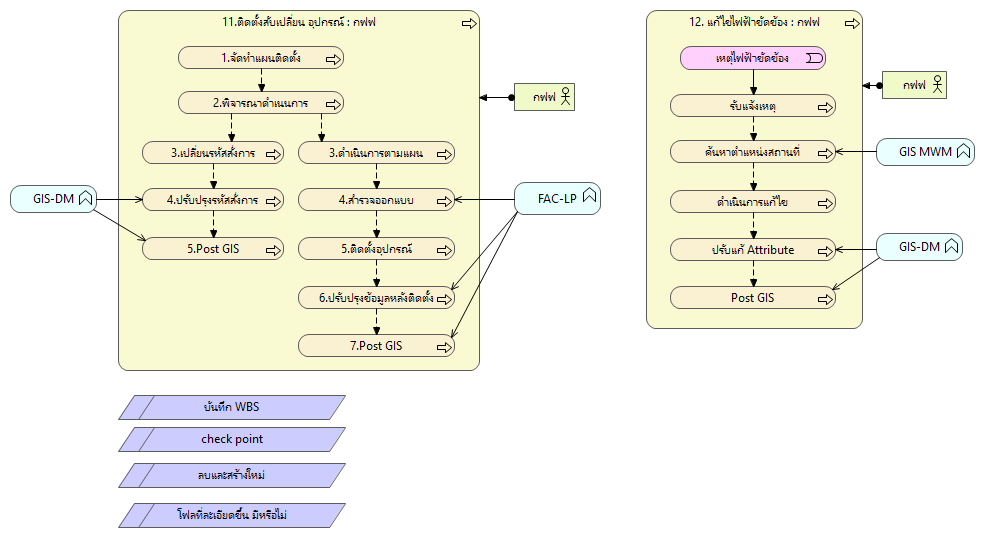 11.ติดตั้งสับเปลี่ยน อุปกรณ์ : กฟฟ
1.จัดทำแผนติดตั้ง
2.พิจารณาดำเนินการ
3.เปลี่ยนรหัสสั่งการ
3.ดำเนินการตามแผน
4.ปรับปรุงรหัสสั่งการ
4.สำรวจออกแบบ
5.Post GIS
5.ติดตั้งอุปกรณ์
6.ปรับปรุงข้อมูลหลังติดตั้ง
7.Post GIS
GIS-DM
กฟฟ
FAC-LP
12. แก้ไขไฟฟ้าขัดข้อง : กฟฟ
เหตุไฟฟ้าขัดข้อง
รับแจ้งเหตุ
ค้นหาตำแหน่งสถานที่
ดำเนินการแก้ไข
ปรับแก้ Attribute
Post GIS
กฟฟ
GIS MWM
GIS-DM
บันทึก WBS
check point
ลบและสร้างใหม่
โฟลที่ละเอียดขึ้น มีหรือไม่